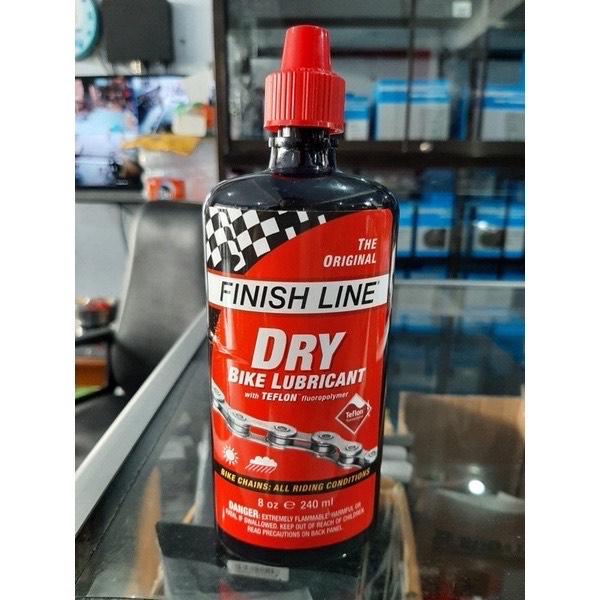 THE
ORIGINAL
FINISH LINE
DRY
BIKE LUBRICANT
with TEFLON® fluoropolymer
Teflon
BIKE CHAINS: ALL RIDING CONDITIONS
8 oz ℮ 240 ml
DANGER: EXTREMELY FLAMMABLE. HARMFUL OR
FATAL IF SWALLOWED. KEEP OUT OF REACH OF CHILDREN.
READ PRECAUTIONS ON BACK PANEL.